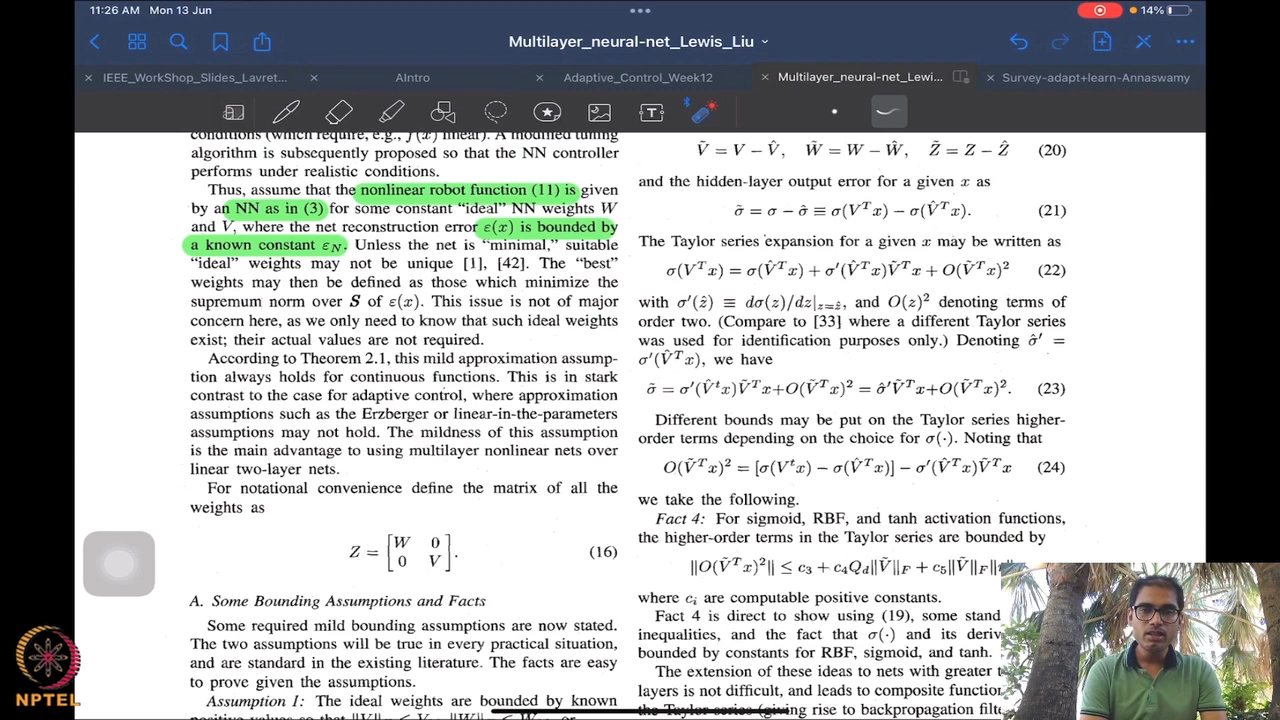 11:26 AM Mon 13 Jun
14%
Multilayer_neural-net_Lewis_Liu
IEEE_WorkShop_Slides_Lavret...
AIntro
Adaptive_Control_Week12
Multilayer_neural-net_Lewi...
Survey-adapt+learn-Annaswamy
conditions (which require, e.g., f(x) linear). A modified tuning
algorithm is subsequently proposed so that the NN controller
performs under realistic conditions.
Thus, assume that the nonlinear robot function (11) is given
by an NN as in (3) for some constant “ideal” NN weights W
and V, where the net reconstruction error ε(x) is bounded by
a known constant ε_N. Unless the net is “minimal,” suitable
“ideal” weights may not be unique [1], [42]. The “best”
weights may then be defined as those which minimize the
supremum norm over S of ε(x). This issue is not of major
concern here, as we only need to know that such ideal weights
exist; their actual values are not required.
According to Theorem 2.1, this mild approximation assump-
tion always holds for continuous functions. This is in stark
contrast to the case for adaptive control, where approximation
assumptions such as the Erzberger or linear-in-the-parameters
assumptions may not hold. The mildness of this assumption
is the main advantage to using multilayer nonlinear nets over
linear two-layer nets.
For notational convenience define the matrix of all the
weights as
Z = [W 0
0 V]. (16)
A. Some Bounding Assumptions and Facts
Some required mild bounding assumptions are now stated.
The two assumptions will be true in every practical situation,
and are standard in the existing literature. The facts are easy
to prove given the assumptions.
Assumption 1: The ideal weights are bounded by known
Ṽ = V − V̂, W̃ = W − Ŵ, Z̃ = Z − Ẑ (20)
and the hidden-layer output error for a given x as
σ̃ = σ − σ̂ ≡ σ(V^T x) − σ(V̂^T x). (21)
The Taylor series expansion for a given x may be written as
σ(V^T x) = σ(V̂^T x) + σ′(V̂^T x)Ṽ^T x + O(Ṽ^T x)² (22)
with σ′(ẑ) ≡ dσ(z)/dz|_{z=ẑ}, and O(z)² denoting terms of
order two. (Compare to [33] where a different Taylor series
was used for identification purposes only.) Denoting σ̂′ =
σ′(V̂^T x), we have
σ̃ = σ′(V̂^t x)Ṽ^T x+O(Ṽ^T x)² = σ̂′Ṽ^T x+O(Ṽ^T x)². (23)
Different bounds may be put on the Taylor series higher-
order terms depending on the choice for σ(·). Noting that
O(Ṽ^T x)² = [σ(V^t x) − σ(V̂^T x)] − σ′(V̂^T x)Ṽ^T x (24)
we take the following.
Fact 4: For sigmoid, RBF, and tanh activation functions,
the higher-order terms in the Taylor series are bounded by
‖O(Ṽ^T x)²‖ ≤ c₃ + c₄Q_d‖Ṽ‖_F + c₅‖Ṽ‖_F
where c_i are computable positive constants.
Fact 4 is direct to show using (19), some stand
inequalities, and the fact that σ(·) and its deriv
bounded by constants for RBF, sigmoid, and tanh.
The extension of these ideas to nets with greater t
layers is not difficult, and leads to composite functio
the Taylor series (giving rise to backpropagation filte
NPTEL